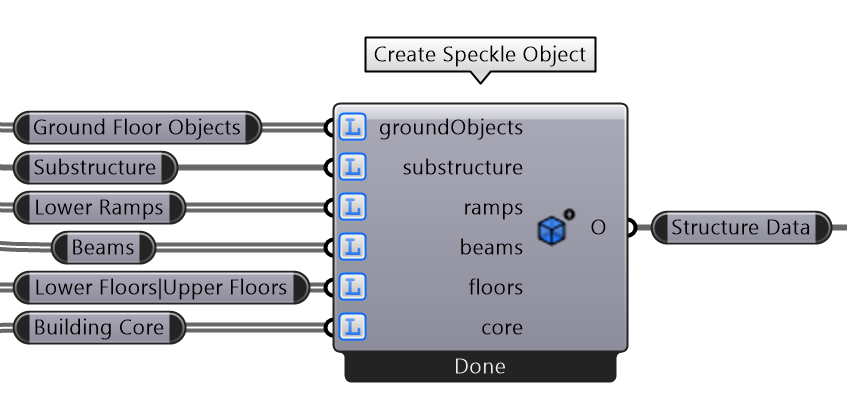 Create Speckle Object
Ground Floor Objects
L groundObjects
Substructure
L substructure
Lower Ramps
L ramps
Beams
L beams
O
Structure Data
Lower Floors|Upper Floors
L floors
Building Core
L core
Done